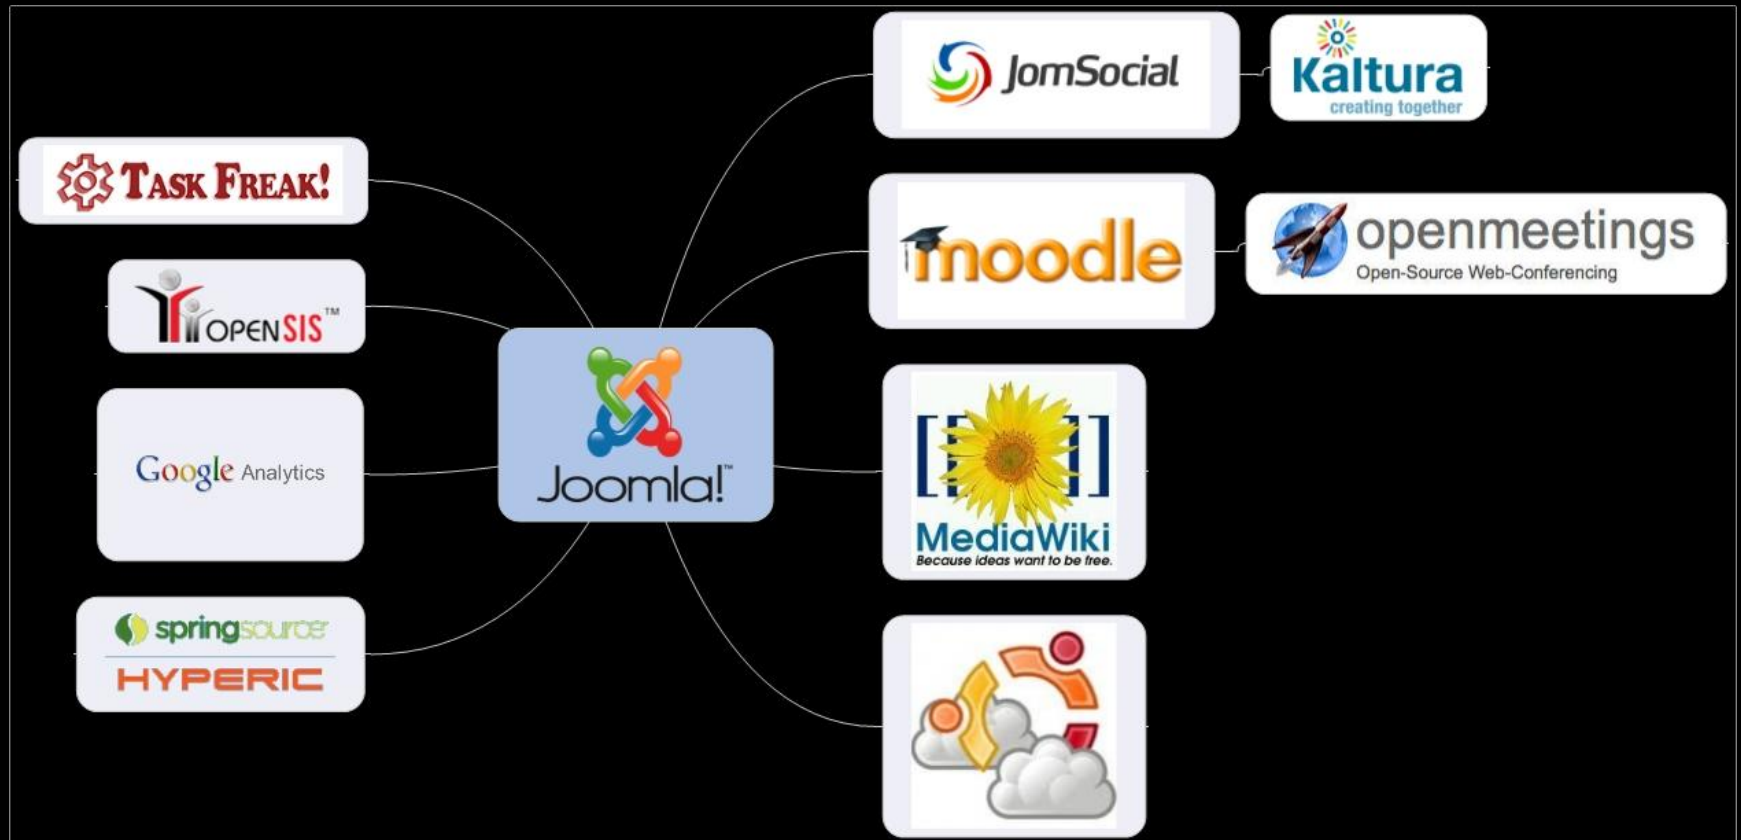 JomSocial
Kaltura
creating together
TASK FREAK!
moodle
openmeetings
Open-Source Web-Conferencing
OPENSIS™
Joomla!™
Google Analytics
[[ ]]
MediaWiki
Because ideas want to be free.
springsource
HYPERIC